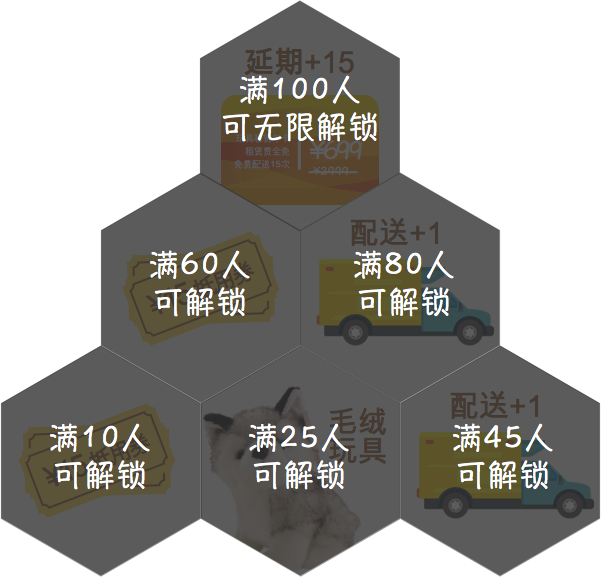 延期+15
满100人
可无限解锁
租赁费全免
免费配送15次
¥699
¥2999
满60人
可解锁
配送+1
满80人
可解锁
满10人
可解锁
毛绒
玩具
满25人
可解锁
配送+1
满45人
可解锁